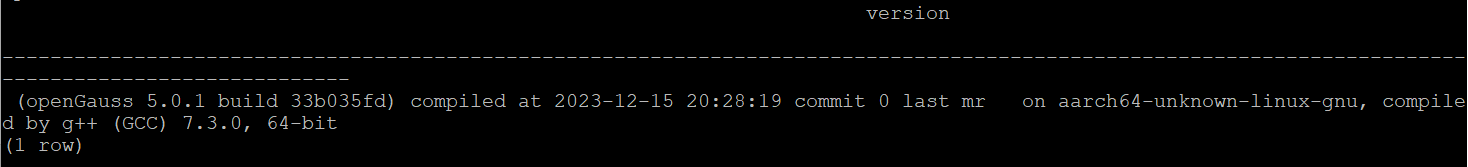 version
--------------------------------------------------------------------------------------------------------------------------
-----------------------------
(openGauss 5.0.1 build 33b035fd) compiled at 2023-12-15 20:28:19 commit 0 last mr   on aarch64-unknown-linux-gnu, compile
d by g++ (GCC) 7.3.0, 64-bit
(1 row)